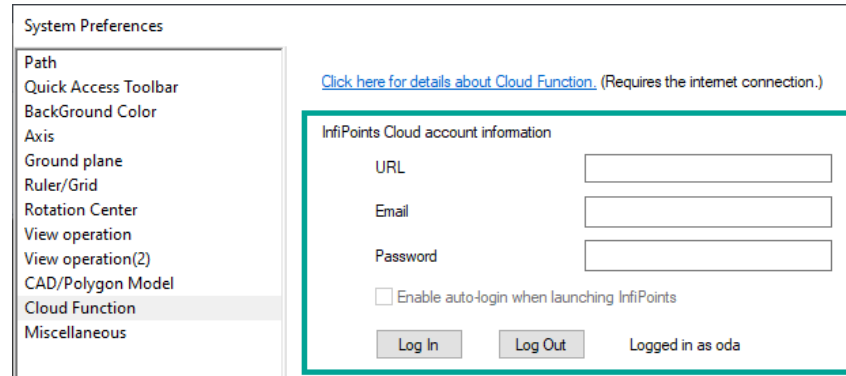 System Preferences
Path
Quick Access Toolbar
BackGround Color
Axis
Ground plane
Ruler/Grid
Rotation Center
View operation
View operation(2)
CAD/Polygon Model
Cloud Function
Miscellaneous
Click here for details about Cloud Function. (Requires the internet connection.)
InfiPoints Cloud account information
URL
Email
Password
Enable auto-login when launching InfiPoints
Log In Log Out Logged in as oda